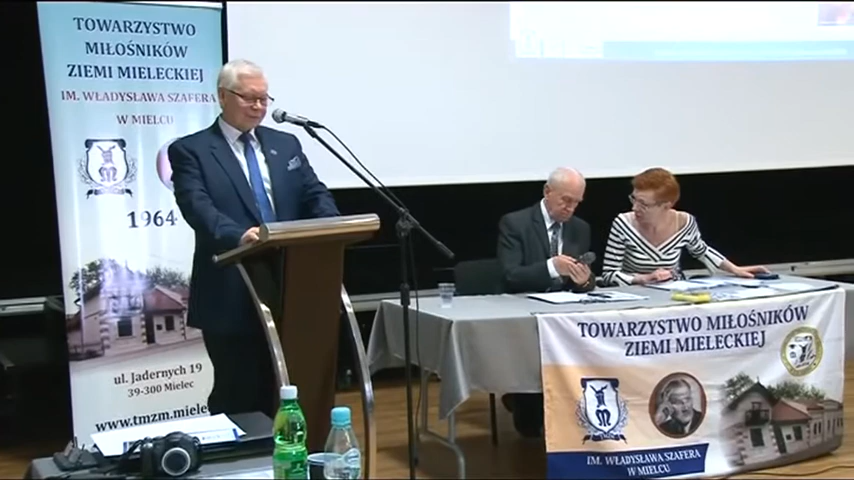 TOWARZYSTWO
MIŁOŚNIKÓW
ZIEMI MIELECKIEJ
IM. WŁADYSŁAWA SZAFERA
W MIELCU
1964
ul. Jadernych 19
39-300 Mielec
www.tmzm.miele
TOWARZYSTWO MIŁOŚNIKÓW
ZIEMI MIELECKIEJ
IM. WŁADYSŁAWA SZAFERA
W MIELCU